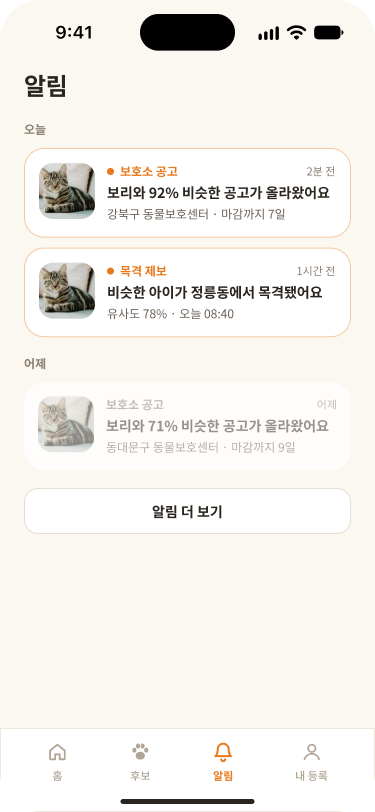 9:41
알림
오늘
보호소 공고
2분 전
보리와 92% 비슷한 공고가 올라왔어요
강북구 동물보호센터 · 마감까지 7일
목격 제보
1시간 전
비슷한 아이가 정릉동에서 목격됐어요
유사도 78% · 오늘 08:40
어제
보호소 공고
어제
보리와 71% 비슷한 공고가 올라왔어요
동대문구 동물보호센터 · 마감까지 9일
알림 더 보기
홈
후보
알림
내 등록